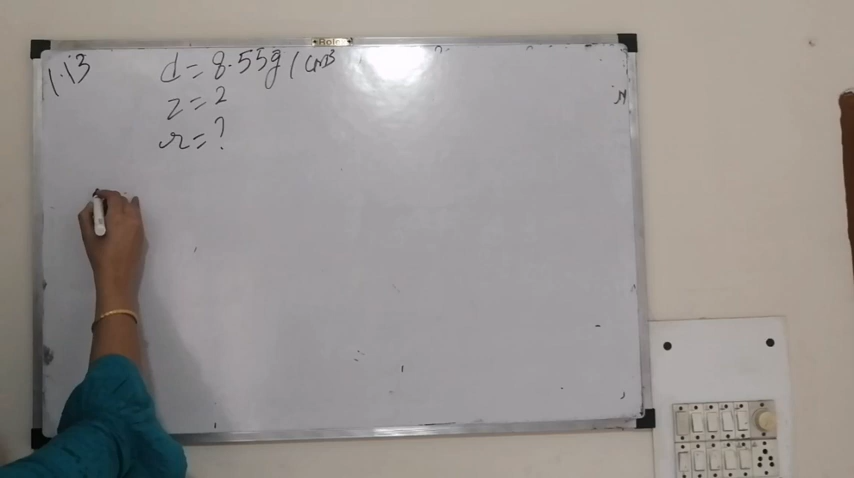 1.13
d = 8.55g / cm³
z = 2
r = ?